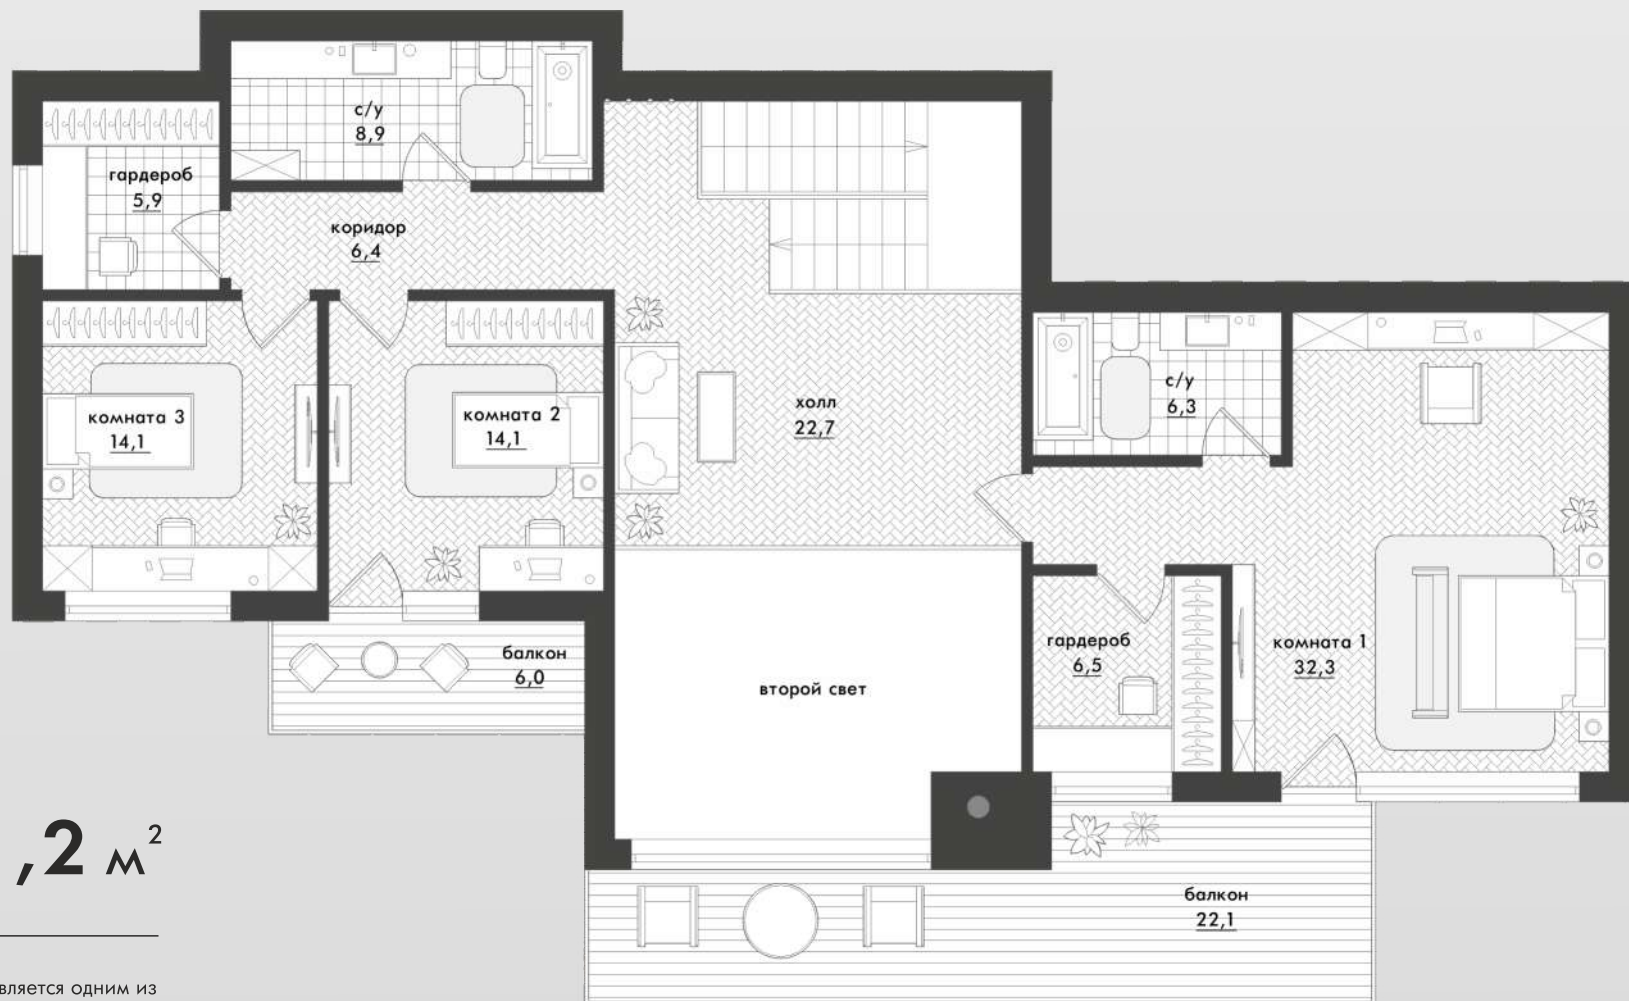 с/у
8,9
гардероб
5,9
коридор
6,4
комната 3
14,1
комната 2
14,1
холл
22,7
с/у
6,3
балкон
6,0
второй свет
гардероб
6,5
комната 1
32,3
балкон
22,1
,2 м²
одним из